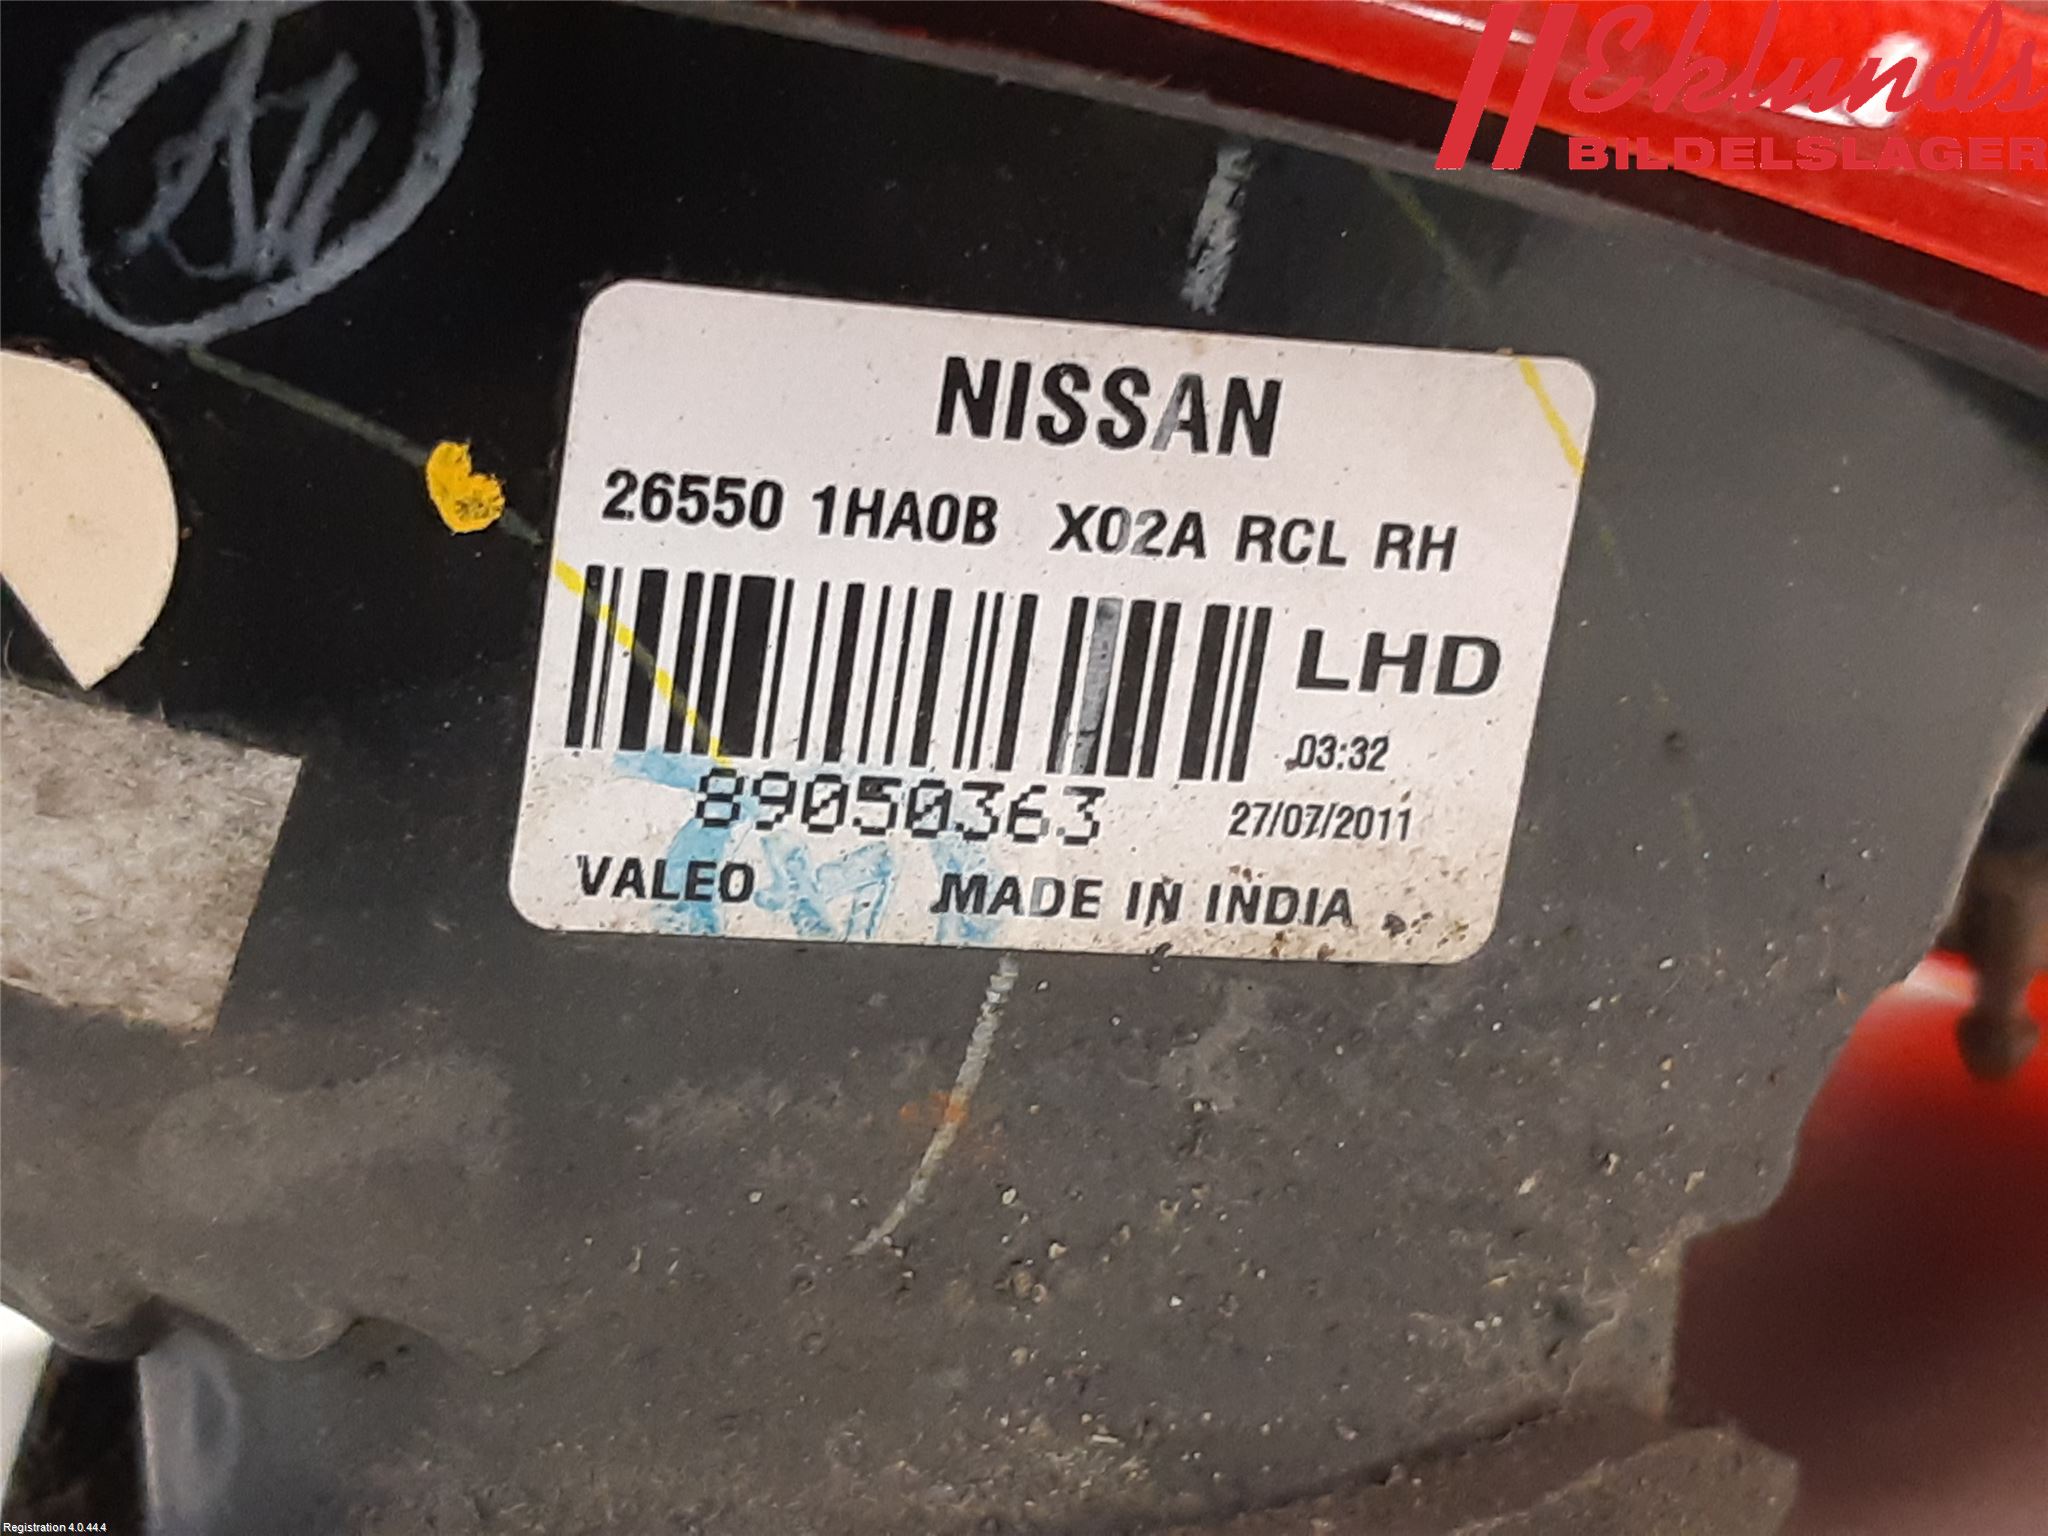 Eklunds
BILDELSLAGER
NISSAN
26550 1HA0B X02A RCL RH
LHD
03:32
89050363
27/07/2011
VALEO MADE IN INDIA
Registration 4.0.44.4